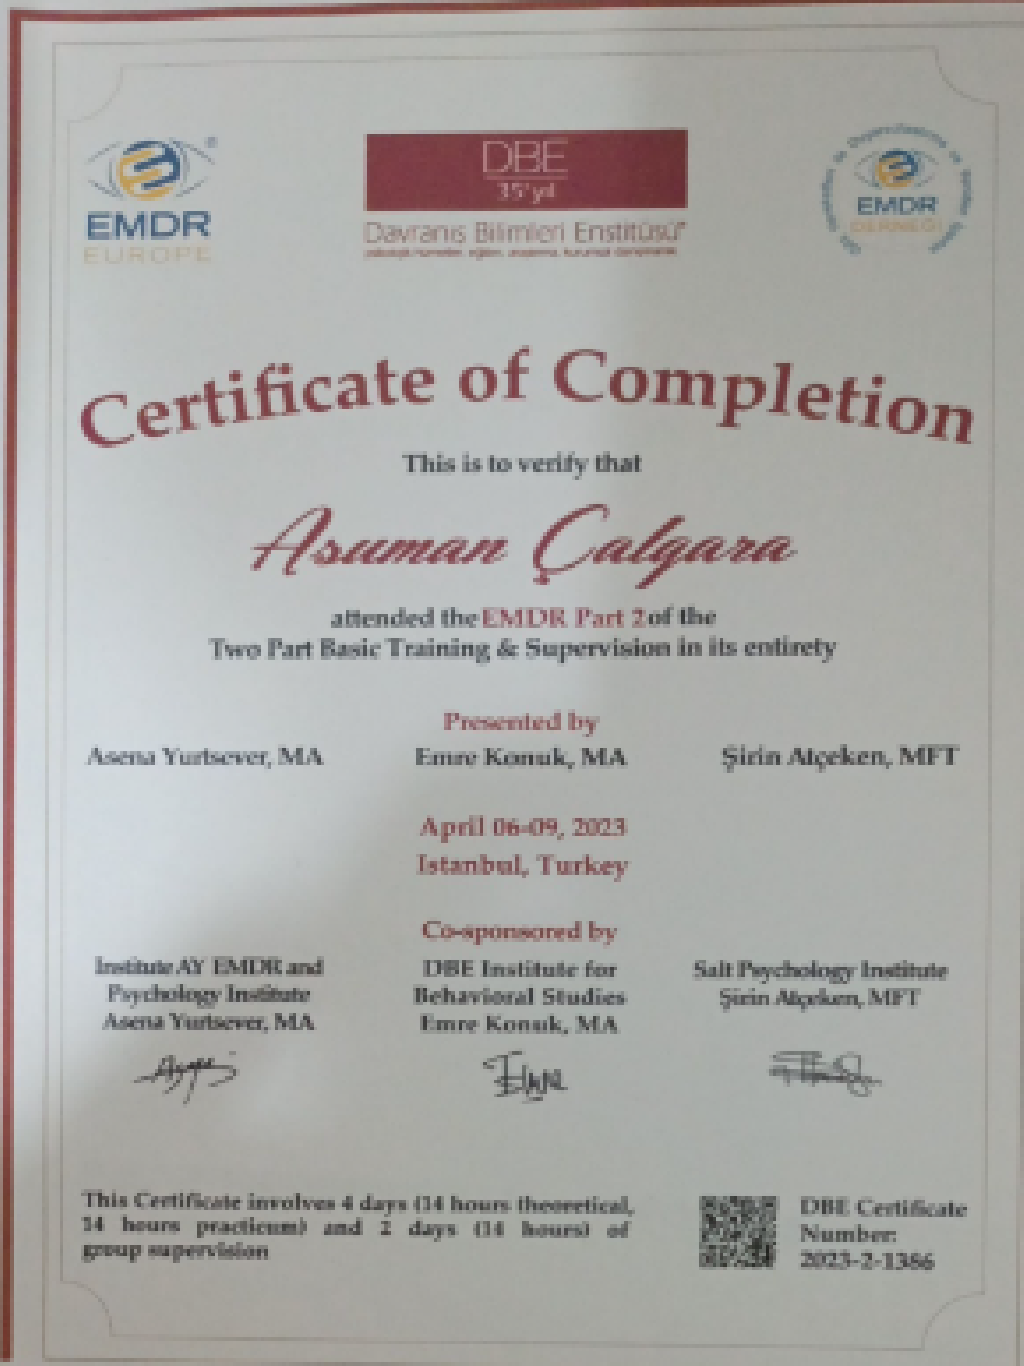 EMDR
EUROPE
DBE
35'yıl
Davranış Bilimleri Enstitüsü
EMDR
DERNEĞİ
Certificate of Completion
This is to verify that
Asuman Çalgara
attended the EMDR Part 2 of the
Two Part Basic Training & Supervision in its entirety
Presented by
Asena Yurtsever, MA Emre Konuk, MA Şirin Atçeken, MFT
April 06-09, 2023
Istanbul, Turkey
Co-sponsored by
Institute AY EMDR and
Psychology Institute
Asena Yurtsever, MA
DBE Institute for
Behavioral Studies
Emre Konuk, MA
Salt Psychology Institute
Şirin Atçeken, MFT
This Certificate involves 4 days (14 hours theoretical,
14 hours practicum) and 2 days (14 hours) of
group supervision
DBE Certificate
Number:
2023-2-1386